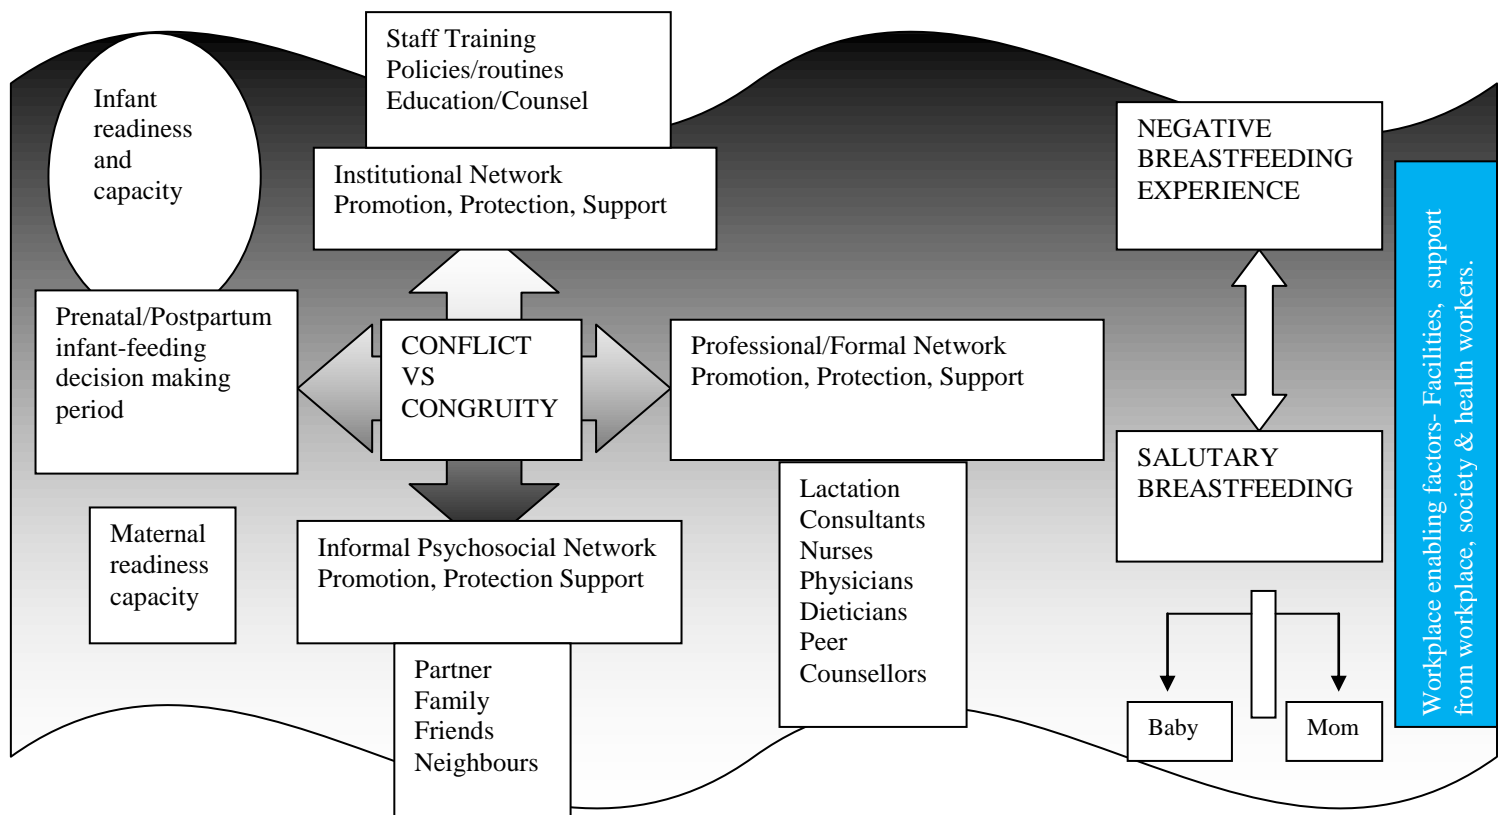 Staff Training
Policies/routines
Education/Counsel
Infant
readiness
and
capacity
Institutional Network
Promotion, Protection, Support
NEGATIVE
BREASTFEEDING
EXPERIENCE
Prenatal/Postpartum
infant-feeding
decision making
period
CONFLICT
VS
CONGRUITY
Professional/Formal Network
Promotion, Protection, Support
SALUTARY
BREASTFEEDING
Lactation
Consultants
Nurses
Physicians
Dieticians
Peer
Counsellors
Maternal
readiness
capacity
Informal Psychosocial Network
Promotion, Protection Support
Partner
Family
Friends
Neighbours
Baby
Mom
Workplace enabling factors- Facilities, support
from workplace, society & health workers.